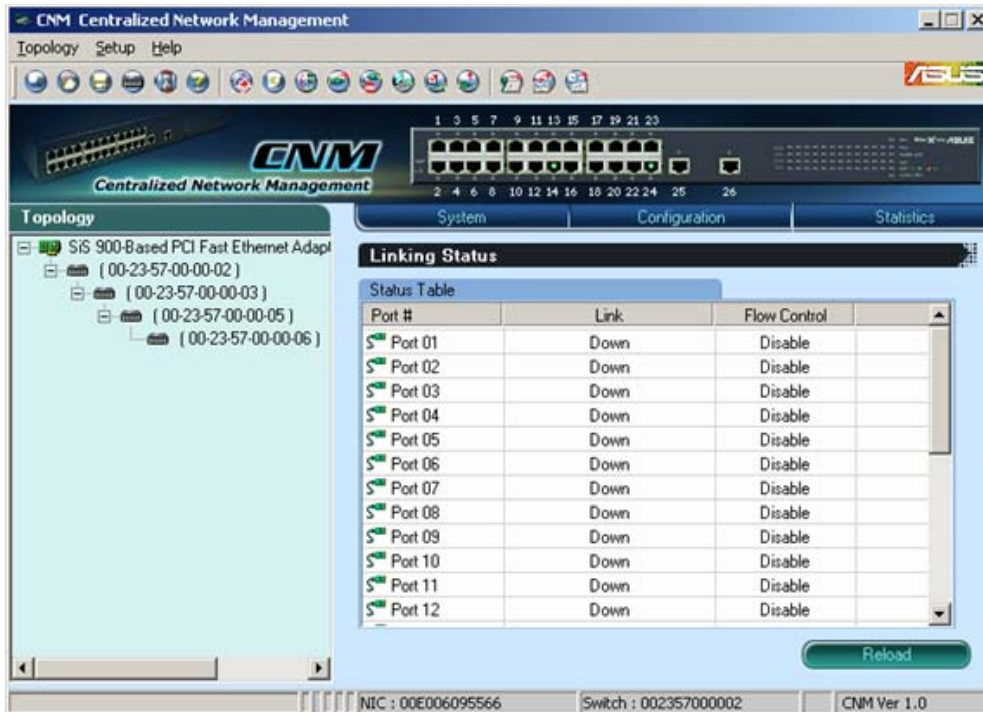 CNM Centralized Network Management
Topology Setup Help
ASUS
1 3 5 7 9 11 13 15 17 19 21 23
CNM
Centralized Network Management
2 4 6 8 10 12 14 16 18 20 22 24 25 26
Topology
System Configuration Statistics
SiS 900-Based PCI Fast Ethernet Adapt
( 00-23-57-00-00-02 )
( 00-23-57-00-00-03 )
( 00-23-57-00-00-05 )
( 00-23-57-00-00-06 )
Linking Status
Status Table
Port # Link Flow Control
Port 01 Down Disable
Port 02 Down Disable
Port 03 Down Disable
Port 04 Down Disable
Port 05 Down Disable
Port 06 Down Disable
Port 07 Down Disable
Port 08 Down Disable
Port 09 Down Disable
Port 10 Down Disable
Port 11 Down Disable
Port 12 Down Disable
Reload
NIC : 00E006095566 Switch : 002357000002 CNM Ver 1.0